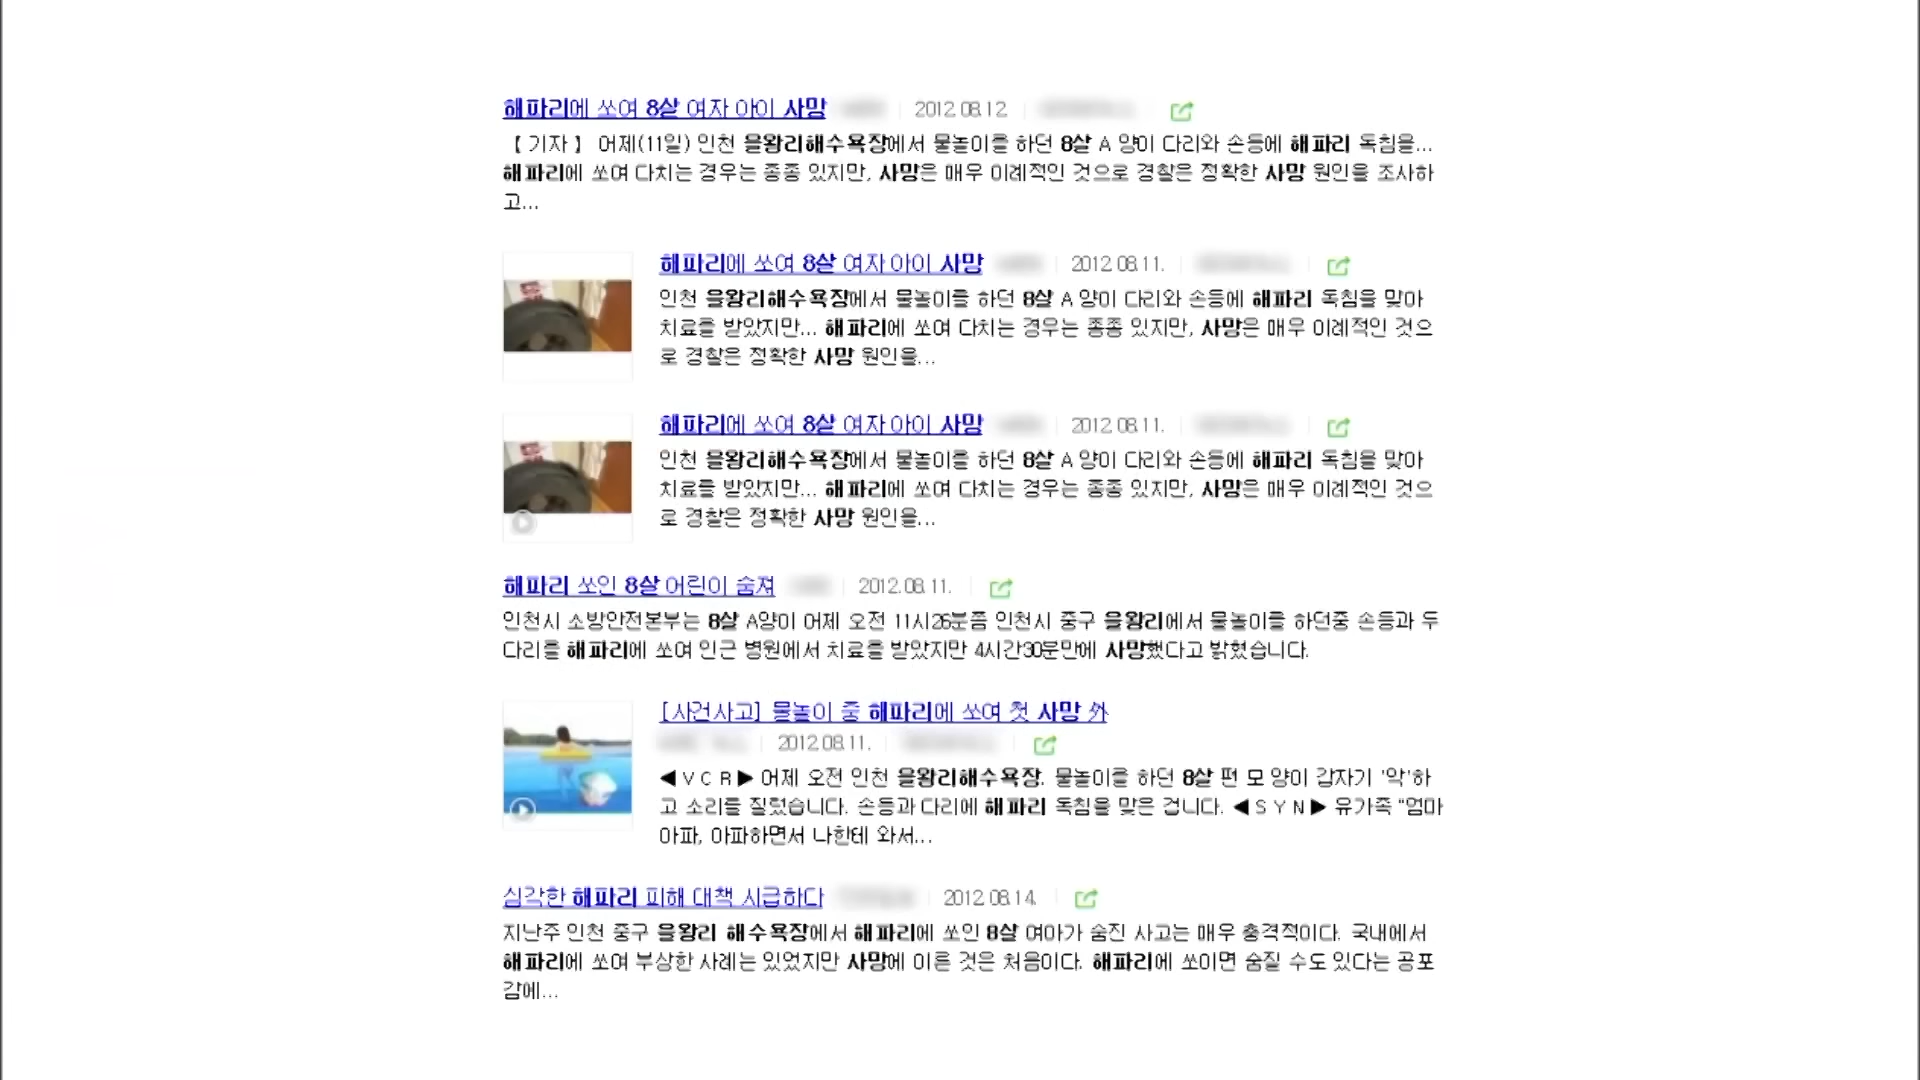 해파리에 쏘여 8살 여자 아이 사망 2012.08.12.
【 기자 】 어제(11일) 인천 을왕리해수욕장에서 물놀이를 하던 8살 A 양이 다리와 손등에 해파리 독침을...
해파리에 쏘여 다치는 경우는 종종 있지만, 사망은 매우 이례적인 것으로 경찰은 정확한 사망 원인을 조사하
고...
해파리에 쏘여 8살 여자 아이 사망 2012.08.11.
인천 을왕리해수욕장에서 물놀이를 하던 8살 A 양이 다리와 손등에 해파리 독침을 맞아
치료를 받았지만... 해파리에 쏘여 다치는 경우는 종종 있지만, 사망은 매우 이례적인 것으
로 경찰은 정확한 사망 원인을...
해파리에 쏘여 8살 여자 아이 사망 2012.08.11.
인천 을왕리해수욕장에서 물놀이를 하던 8살 A 양이 다리와 손등에 해파리 독침을 맞아
치료를 받았지만... 해파리에 쏘여 다치는 경우는 종종 있지만, 사망은 매우 이례적인 것으
로 경찰은 정확한 사망 원인을...
해파리 쏘인 8살 어린이 숨져 2012.08.11.
인천시 소방안전본부는 8살 A양이 어제 오전 11시26분쯤 인천시 중구 을왕리에서 물놀이를 하던중 손등과 두
다리를 해파리에 쏘여 인근 병원에서 치료를 받았지만 4시간30분만에 사망했다고 밝혔습니다.
[사건사고] 물놀이 중 해파리에 쏘여 첫 사망 外
2012.08.11.
◀ V C R ▶ 어제 오전 인천 을왕리해수욕장. 물놀이를 하던 8살 편 모 양이 갑자기 '악'하
고 소리를 질렀습니다. 손등과 다리에 해파리 독침을 맞은 겁니다. ◀ S Y N ▶ 유가족 "엄마
아파, 아파하면서 나한테 와서...
심각한 해파리 피해 대책 시급하다 2012.08.14.
지난주 인천 중구 을왕리 해수욕장에서 해파리에 쏘인 8살 여아가 숨진 사고는 매우 충격적이다. 국내에서
해파리에 쏘여 부상한 사례는 있었지만 사망에 이른 것은 처음이다. 해파리에 쏘이면 숨질 수도 있다는 공포
감에...